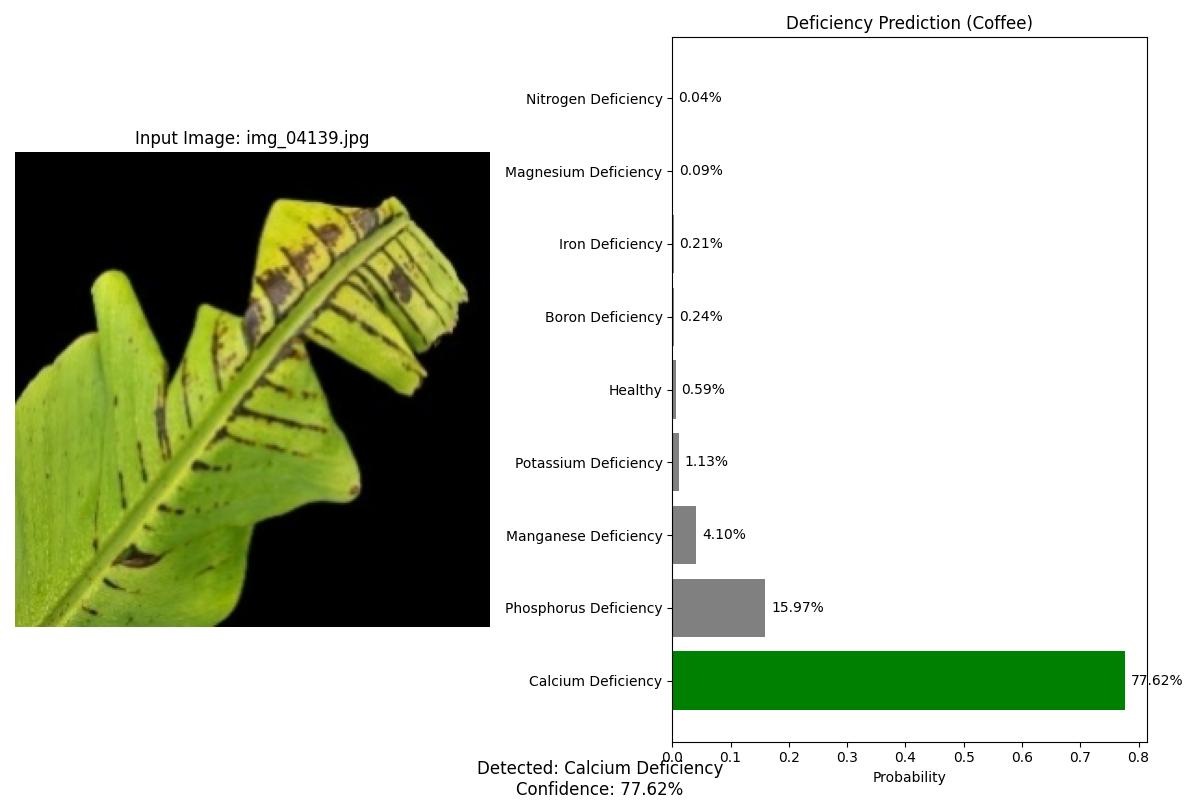 Deficiency Prediction (Coffee)
Input Image: img_04139.jpg
Nitrogen Deficiency 0.04%
Magnesium Deficiency 0.09%
Iron Deficiency 0.21%
Boron Deficiency 0.24%
Healthy 0.59%
Potassium Deficiency 1.13%
Manganese Deficiency 4.10%
Phosphorus Deficiency 15.97%
Calcium Deficiency 77.62%
0.0 0.1 0.2 0.3 0.4 0.5 0.6 0.7 0.8
Probability
Detected: Calcium Deficiency
Confidence: 77.62%